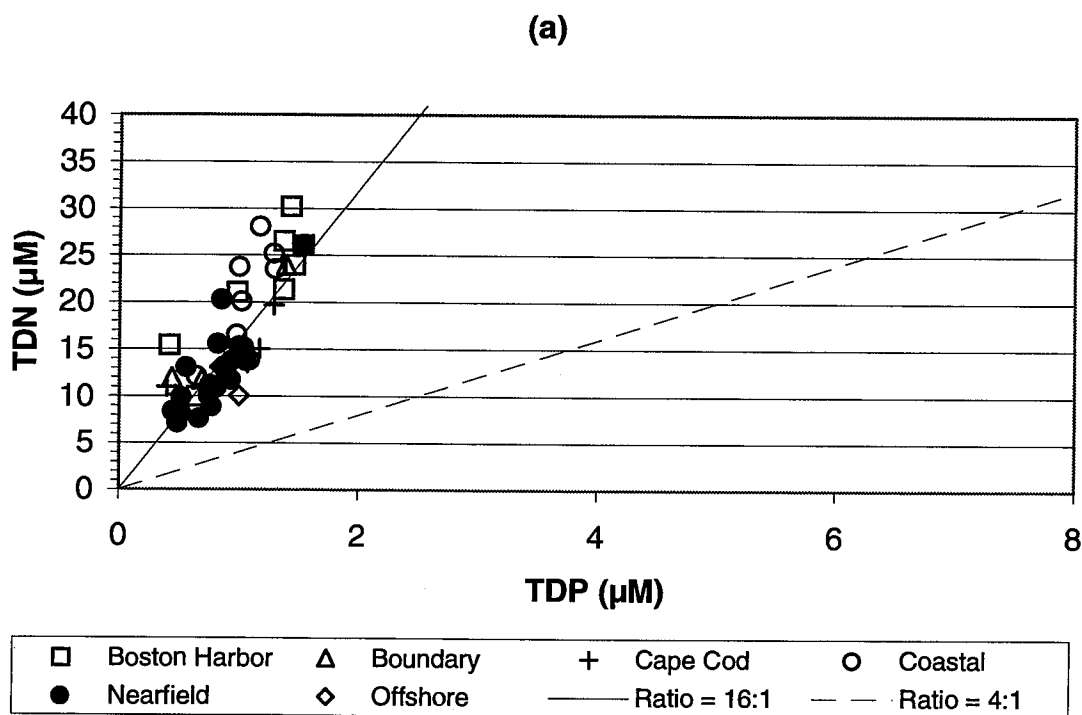 (a)
40
35
30
25
20
15
10
5
0
TDN (µM)
0 2 4 6 8
TDP (µM)
Boston Harbor Boundary Cape Cod Coastal
Nearfield Offshore Ratio = 16:1 Ratio = 4:1